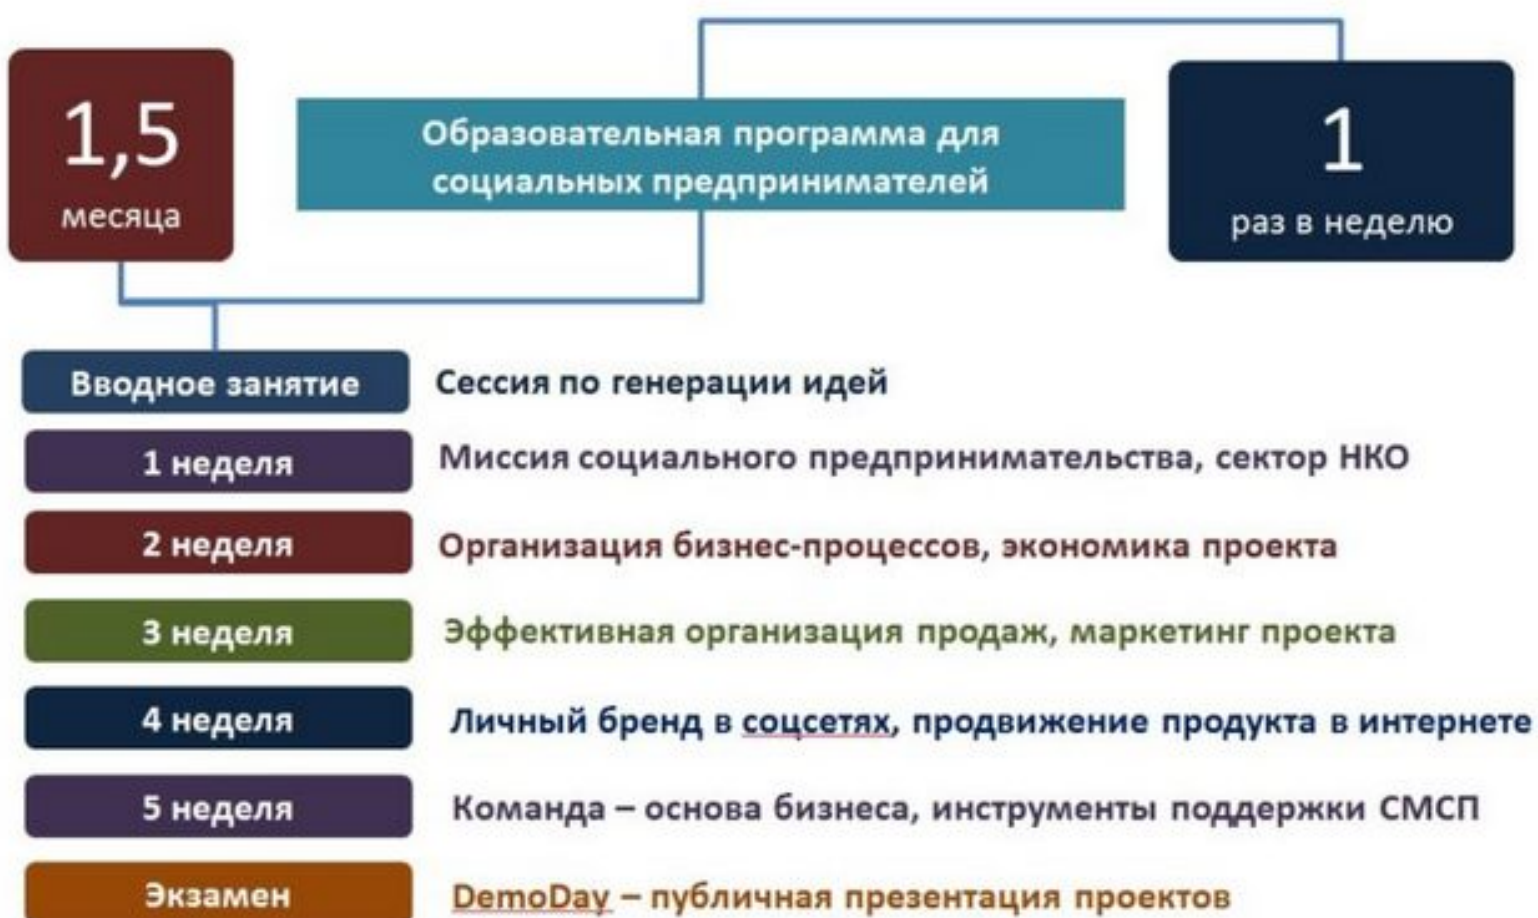 1,5
месяца
Образовательная программа для
социальных предпринимателей
1
раз в неделю
Вводное занятие
Сессия по генерации идей
1 неделя
Миссия социального предпринимательства, сектор НКО
2 неделя
Организация бизнес-процессов, экономика проекта
3 неделя
Эффективная организация продаж, маркетинг проекта
4 неделя
Личный бренд в соцсетях, продвижение продукта в интернете
5 неделя
Команда – основа бизнеса, инструменты поддержки СМСП
Экзамен
DemoDay – публичная презентация проектов